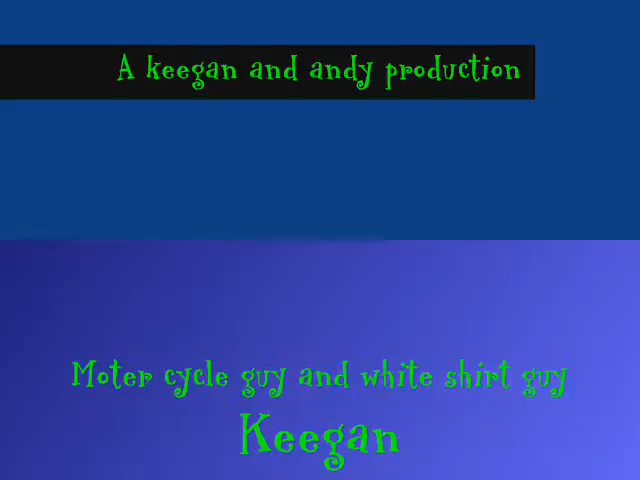 A keegan and andy production
Moter cycle guy and white shirt guy
Keegan